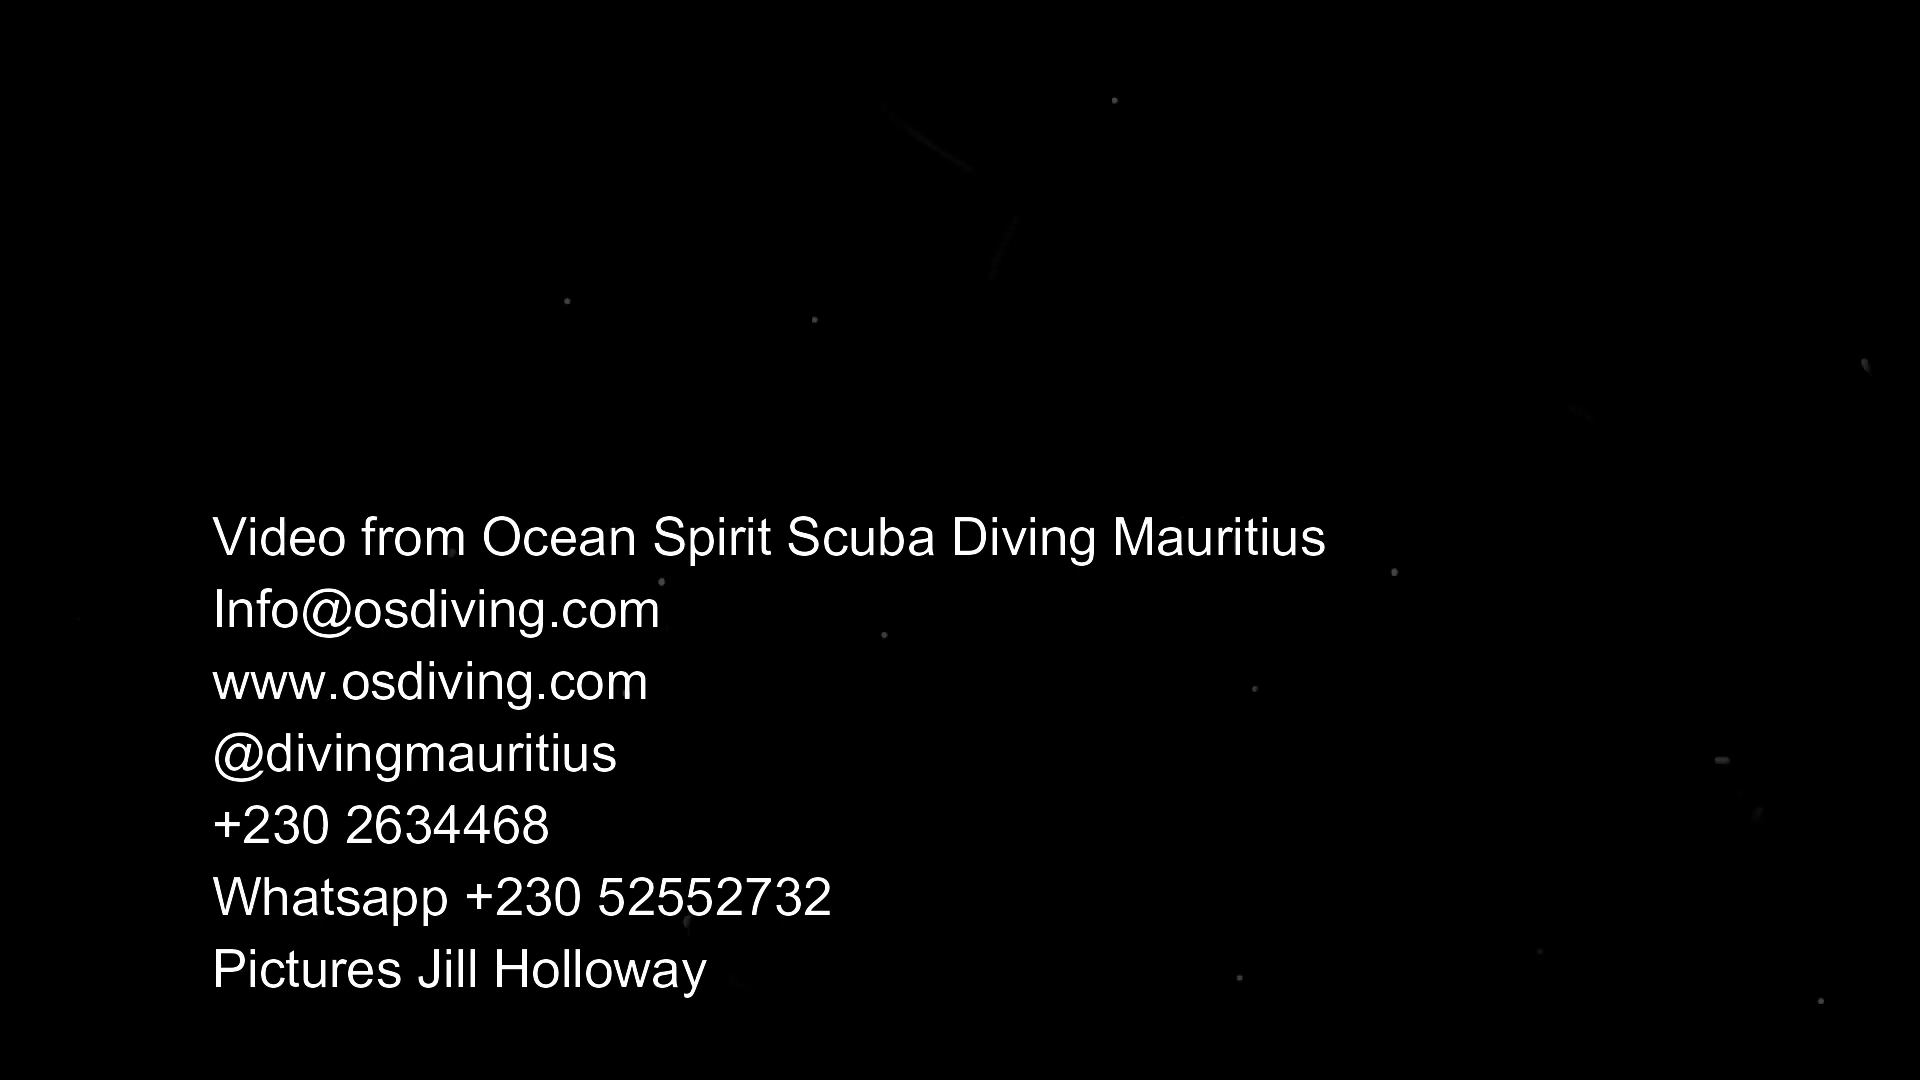 Video from Ocean Spirit Scuba Diving Mauritius
Info@osdiving.com
www.osdiving.com
@divingmauritius
+230 2634468
Whatsapp +230 52552732
Pictures Jill Holloway